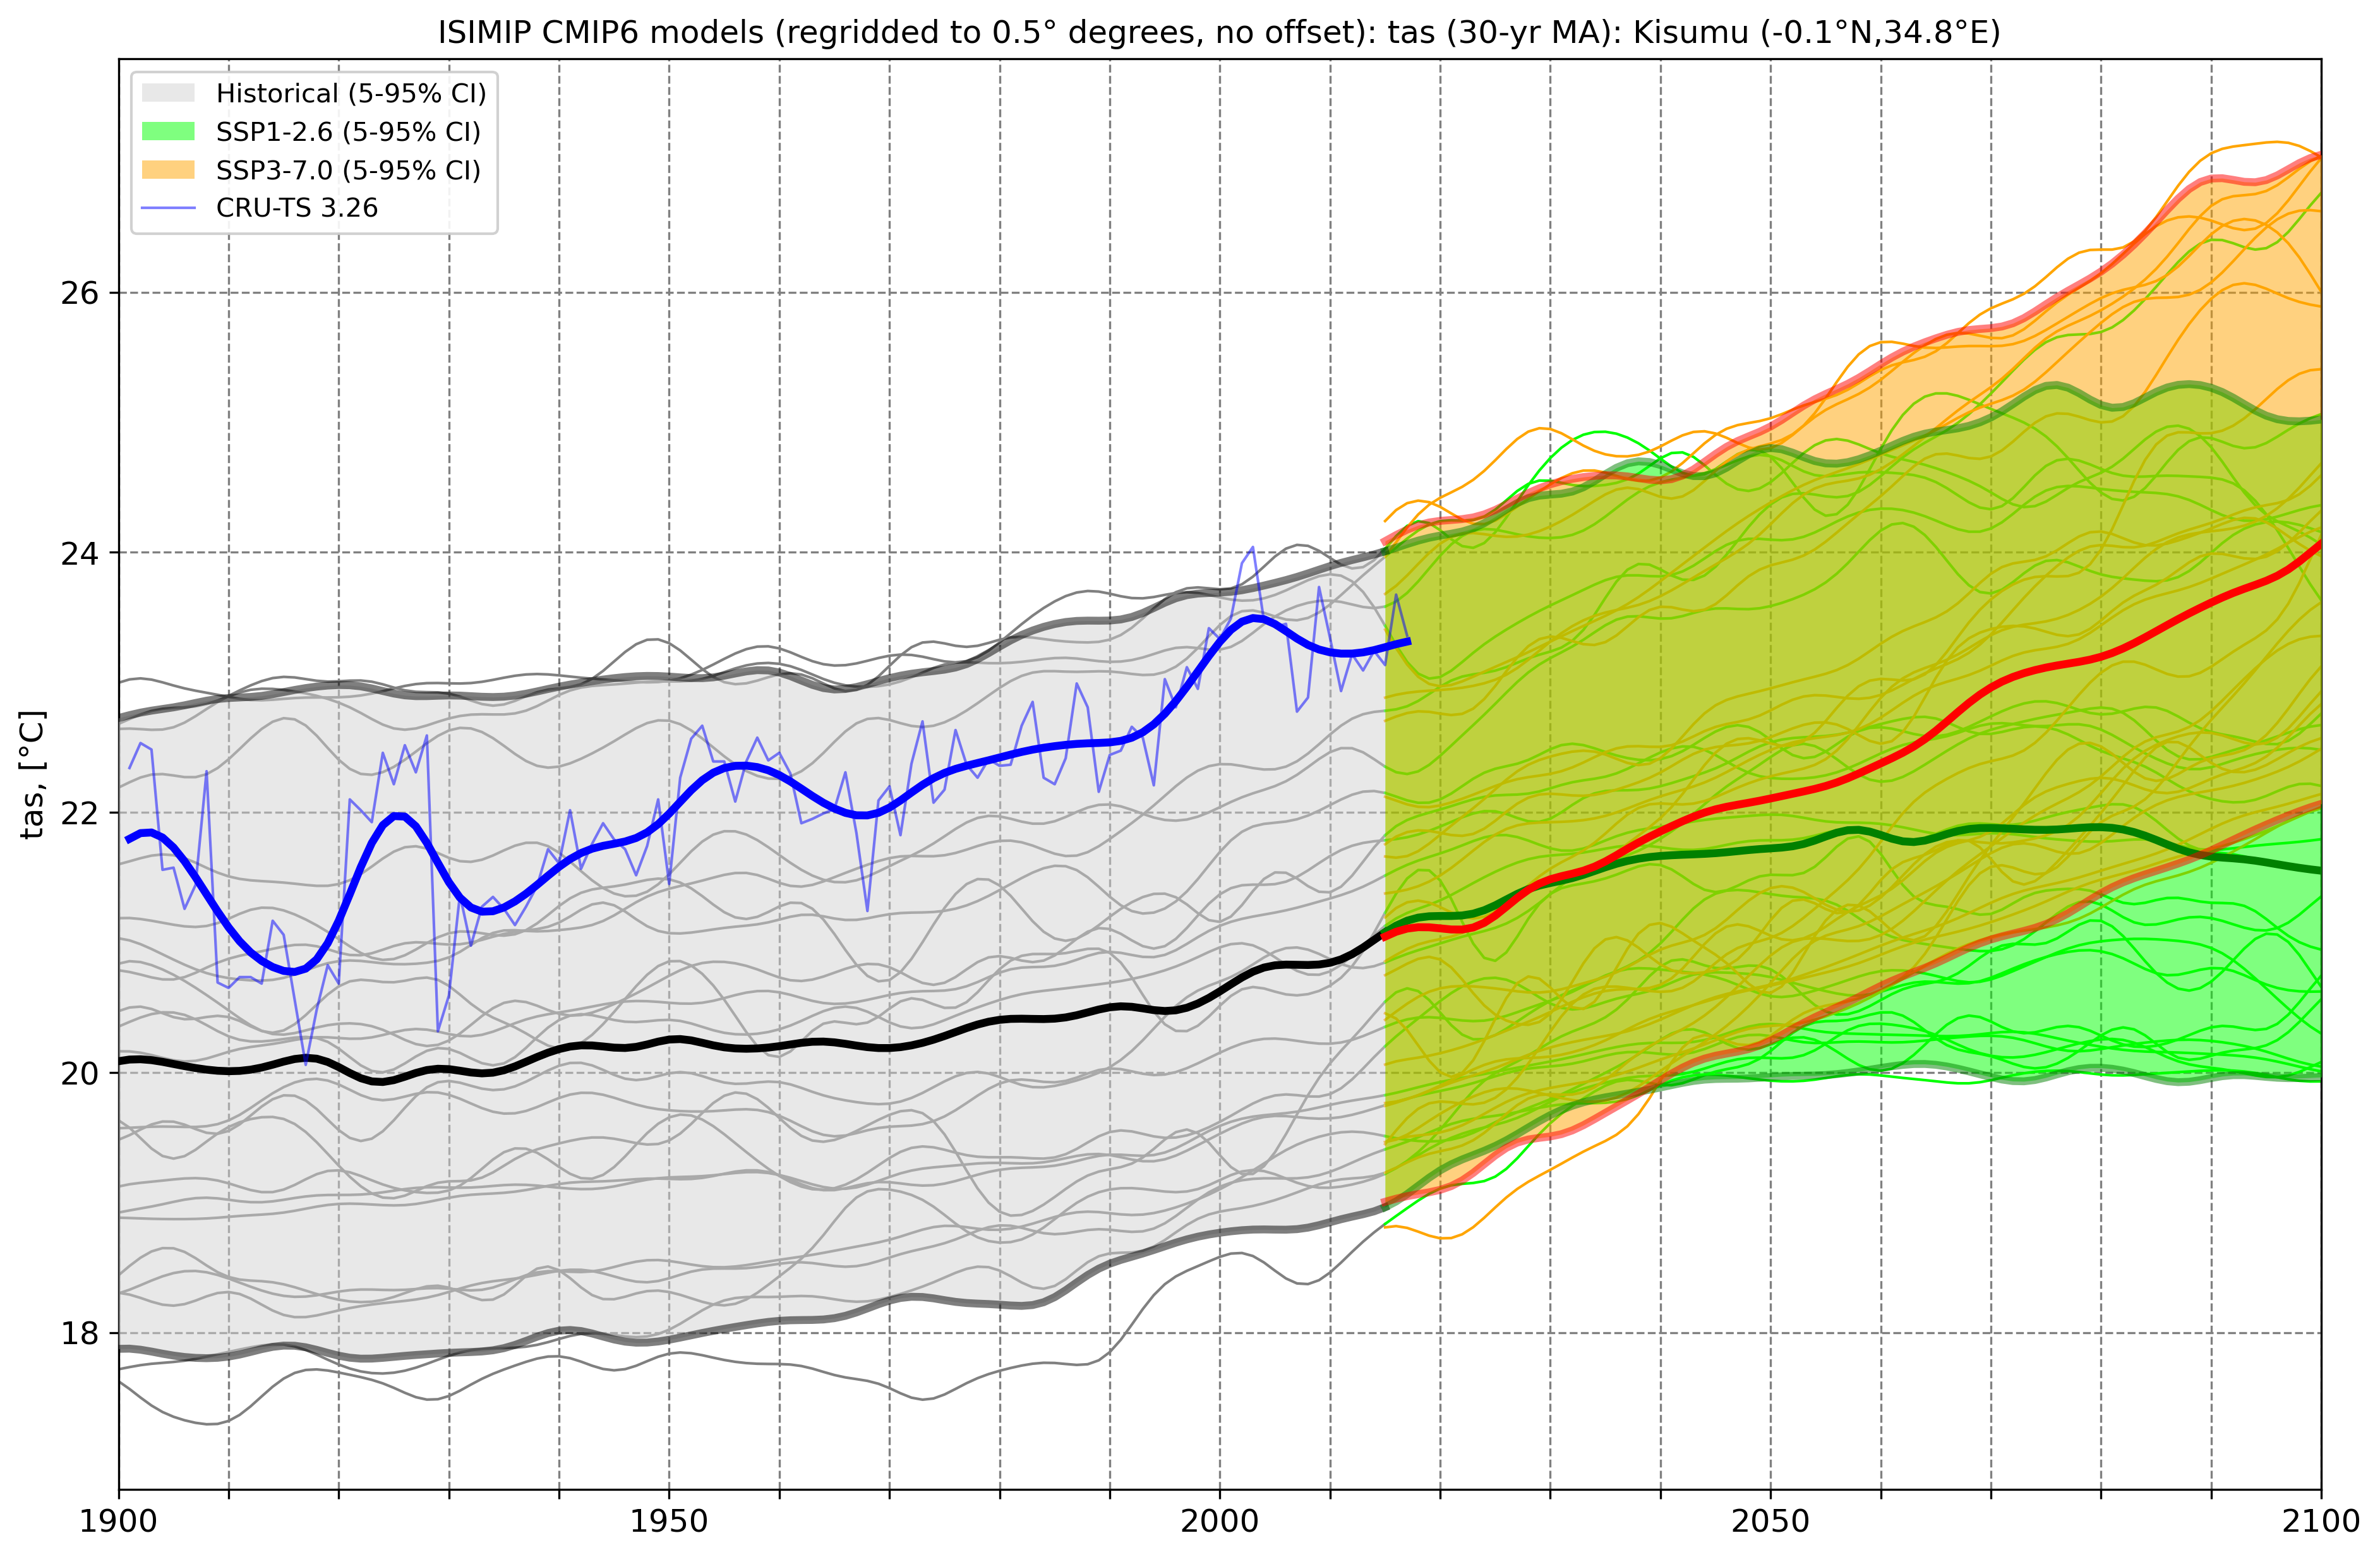 ISIMIP CMIP6 models (regridded to 0.5° degrees, no offset): tas (30-yr MA): Kisumu (-0.1°N,34.8°E)
Historical (5-95% CI)
SSP1-2.6 (5-95% CI)
SSP3-7.0 (5-95% CI)
CRU-TS 3.26
26
24
22
20
18
tas, [°C]
1900
1950
2000
2050
2100